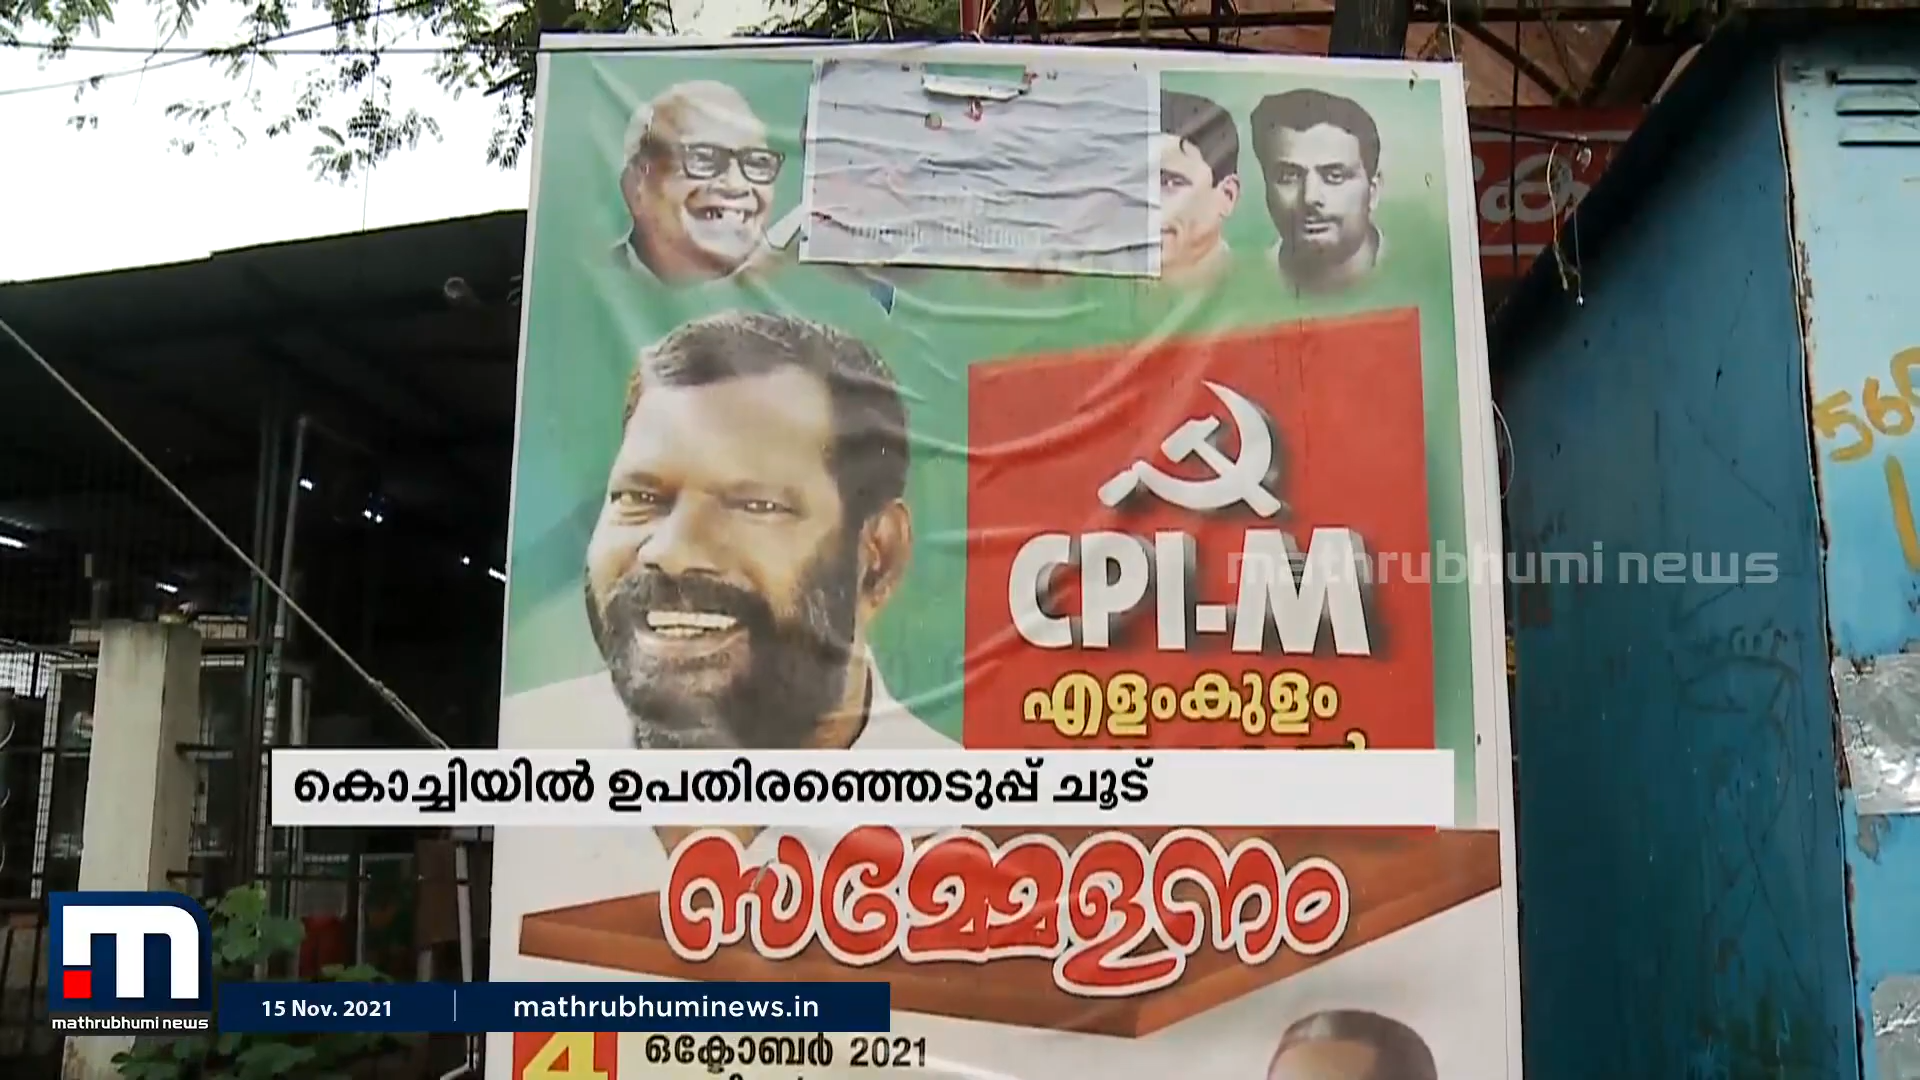 CPI-M
mathrubhumi news
എളംകുളം
കൊച്ചിയിൽ ഉപതിരഞ്ഞെടുപ്പ് ചൂട്
സമ്മേളനം
mathrubhumi news
15 Nov. 2021
mathrubhuminews.in
4
ഒക്ടോബർ 2021